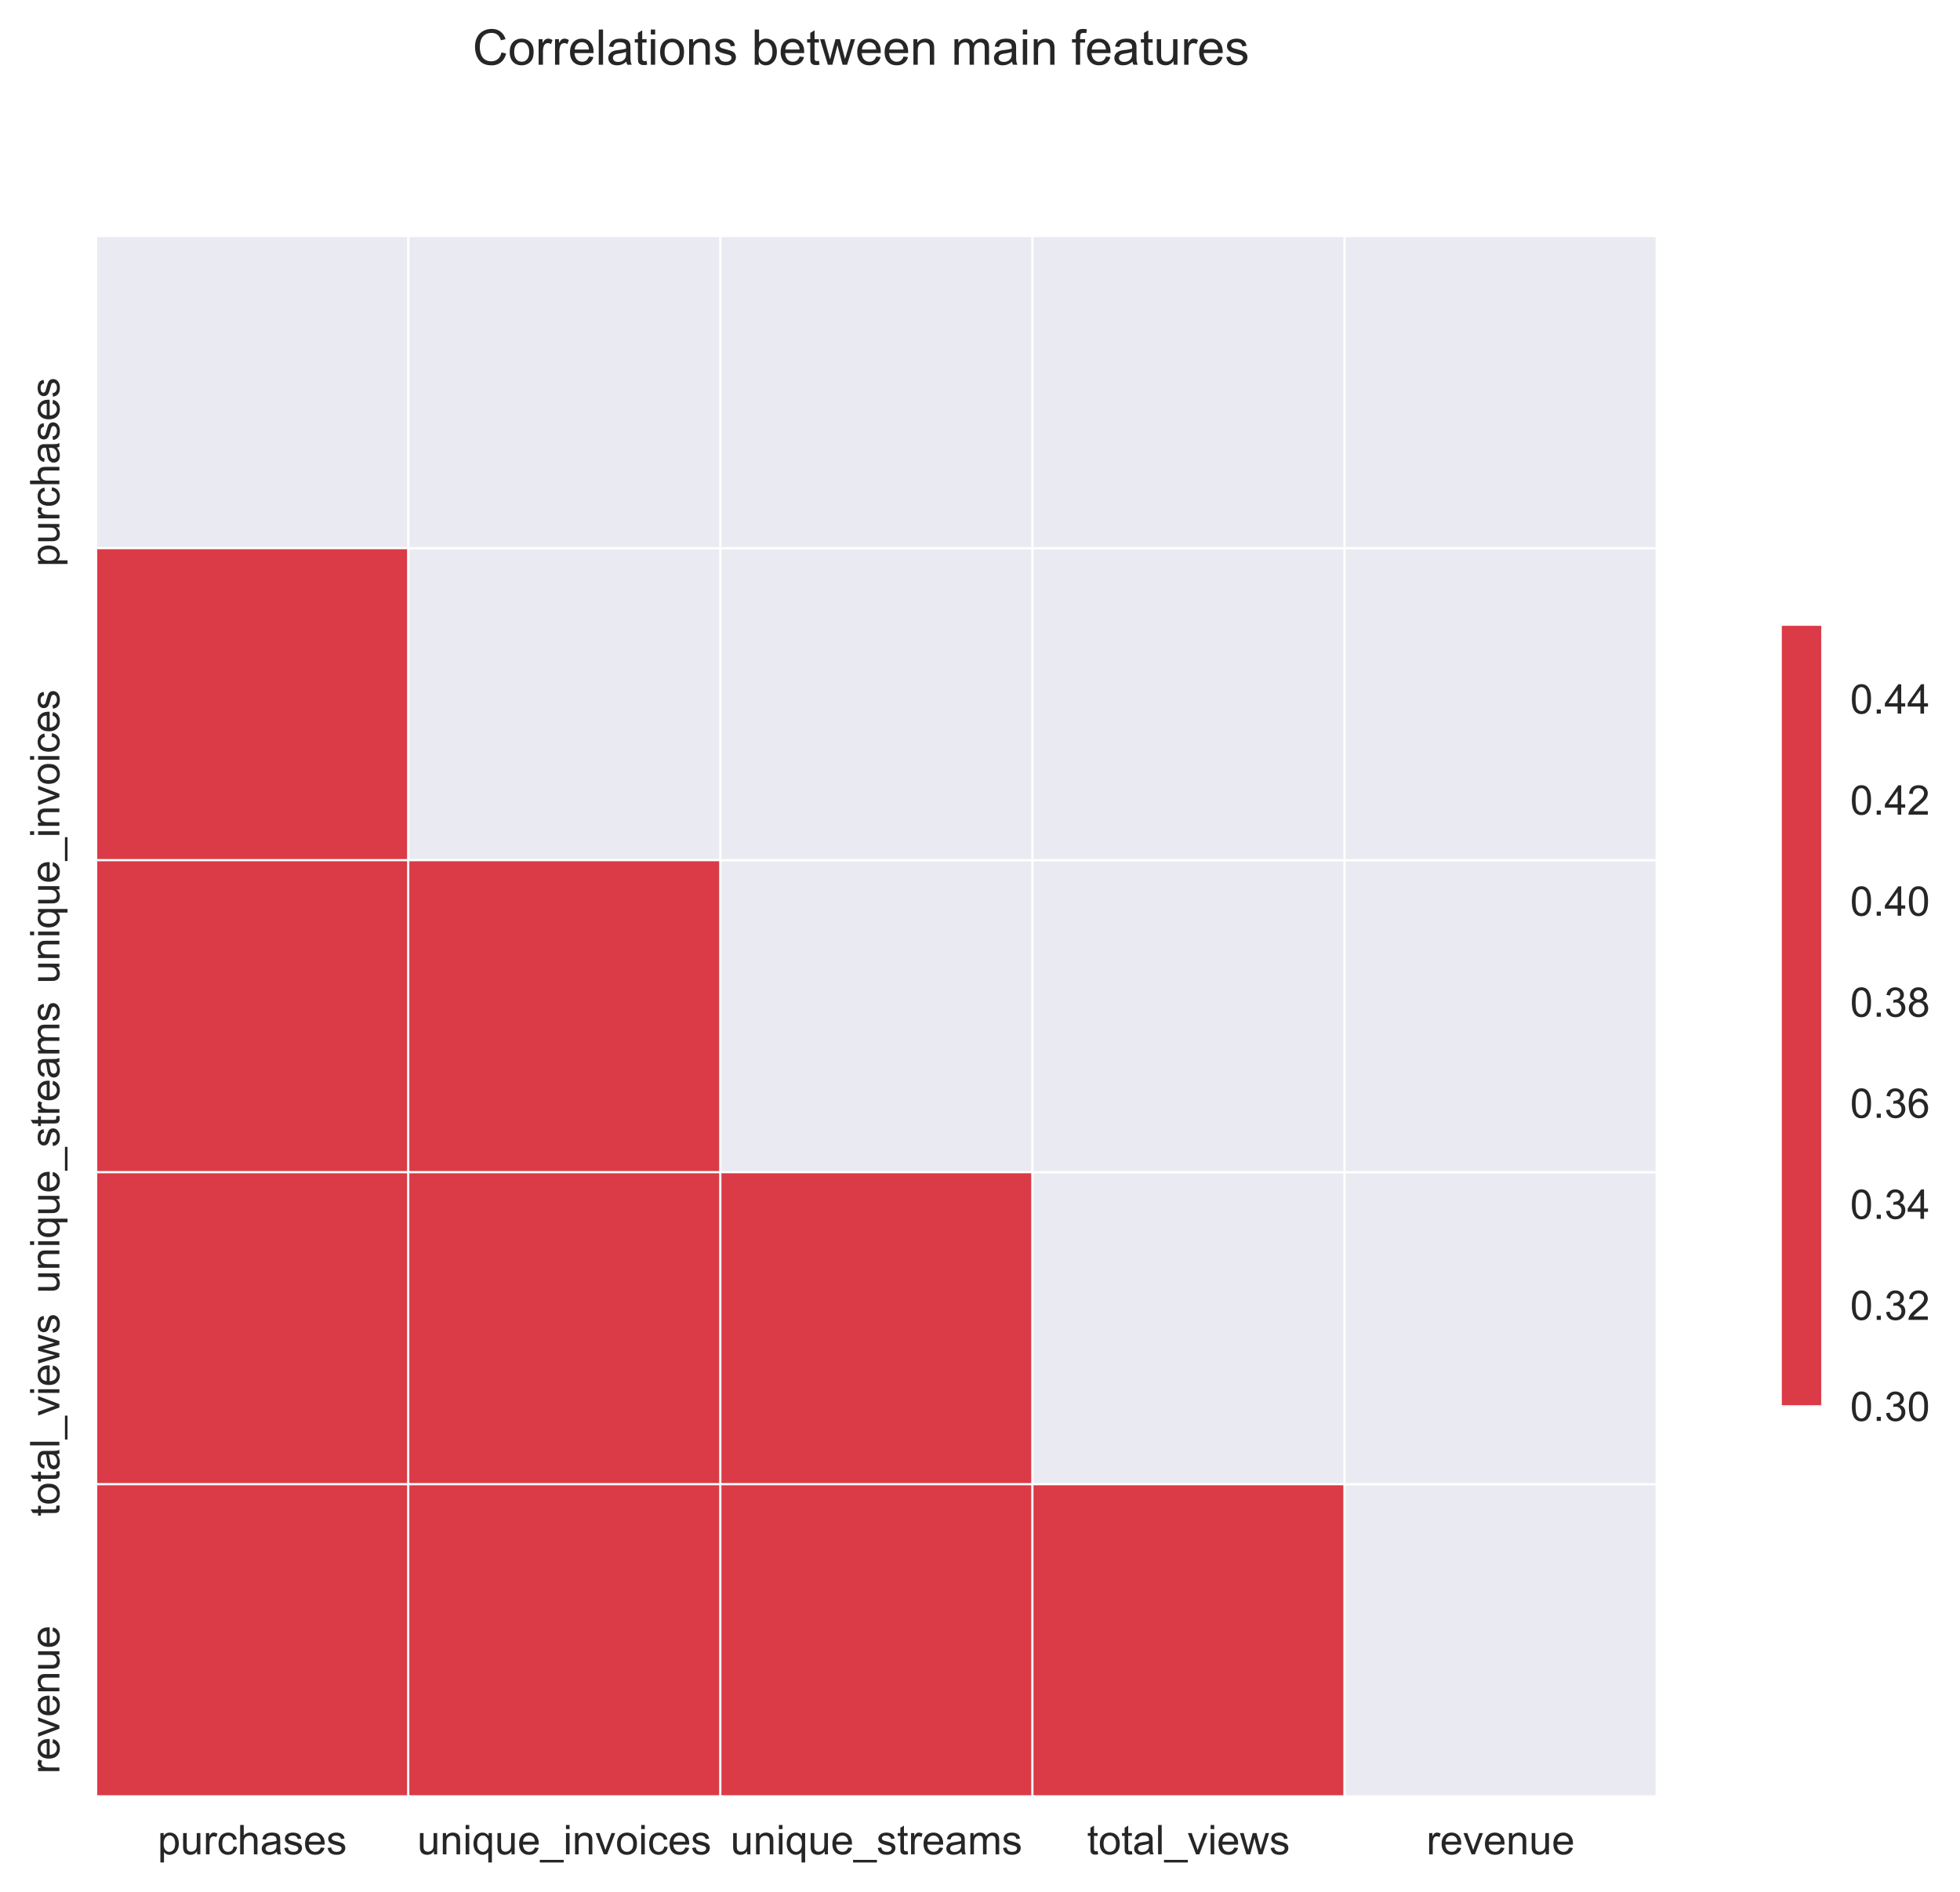 Correlations between main features
purchases
unique_invoices
unique_streams
total_views
revenue
0.44
0.42
0.40
0.38
0.36
0.34
0.32
0.30
purchases unique_invoices unique_streams total_views revenue